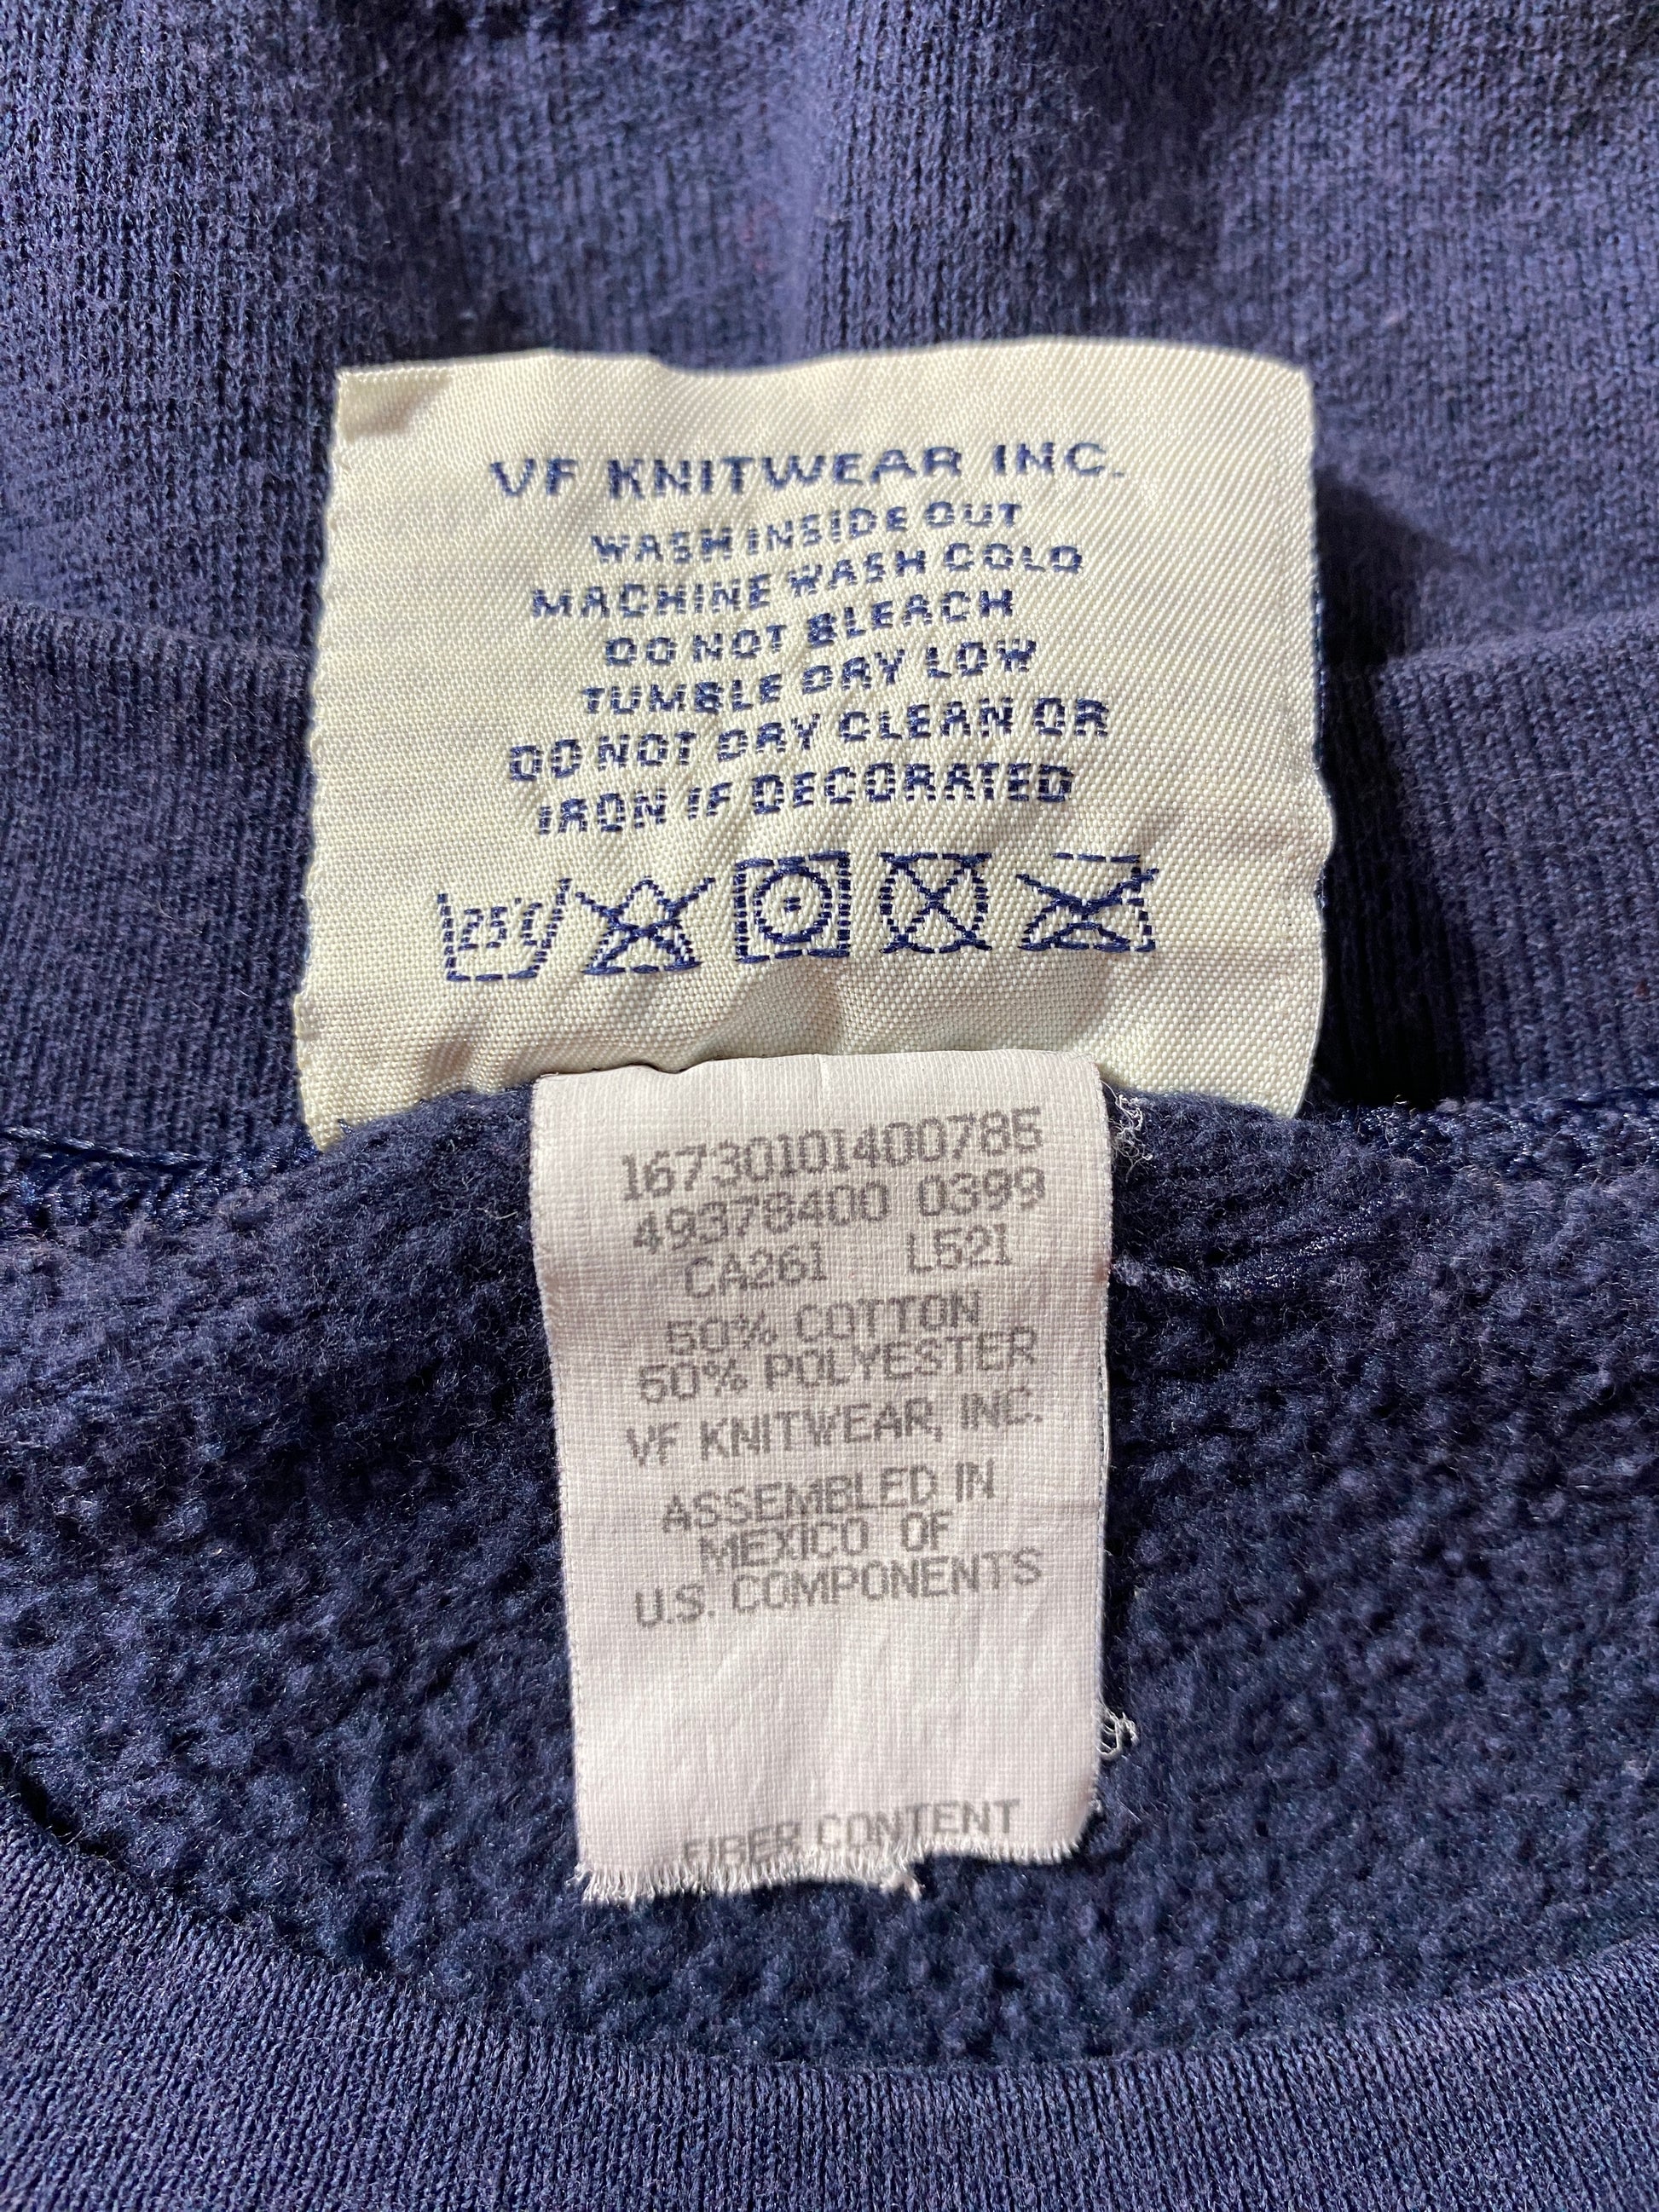 VF KNITWEAR INC.
WASH INSIDE OUT
MACHINE WASH COLD
DO NOT BLEACH
TUMBLE DRY LOW
DO NOT DRY CLEAN OR
IRON IF DECORATED
25°C
16730101400785
49378400 0399
CA261 L521
50% COTTON
50% POLYESTER
VF KNITWEAR, INC.
ASSEMBLED IN
MEXICO OF
U.S. COMPONENTS
FIBER CONTENT